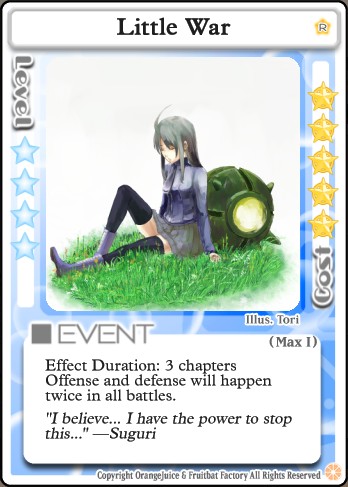 Little War
R
Level
Cost
Illus. Tori
EVENT
(Max 1)
Effect Duration: 3 chapters
Offense and defense will happen
twice in all battles.
"I believe... I have the power to stop
this..." —Suguri
Copyright Orangejuice & Fruitbat Factory All Rights Reserved